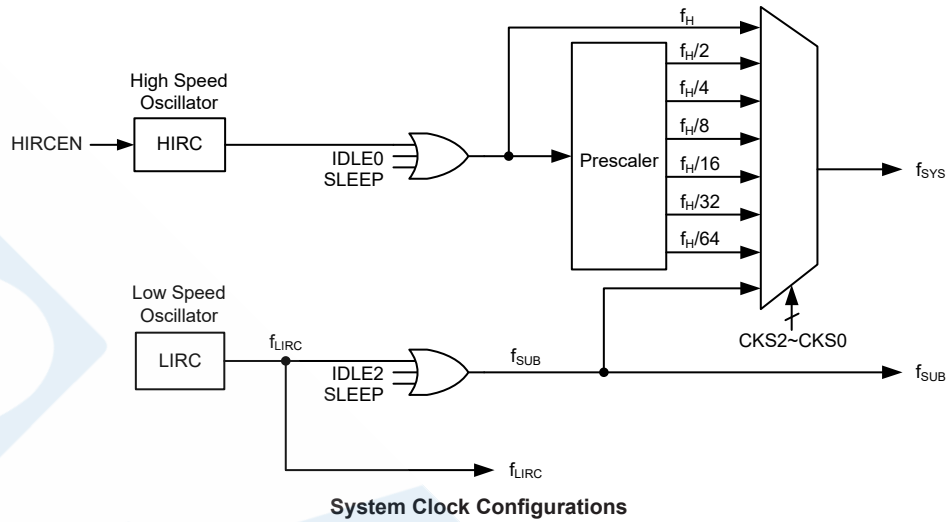 f_H
f_H/2
High Speed
Oscillator
f_H/4
HIRCEN
HIRC
f_H/8
IDLE0
SLEEP
Prescaler
f_H/16
f_SYS
f_H/32
f_H/64
Low Speed
Oscillator
CKS2~CKS0
LIRC
f_LIRC
IDLE2
SLEEP
f_SUB
f_SUB
f_LIRC
System Clock Configurations